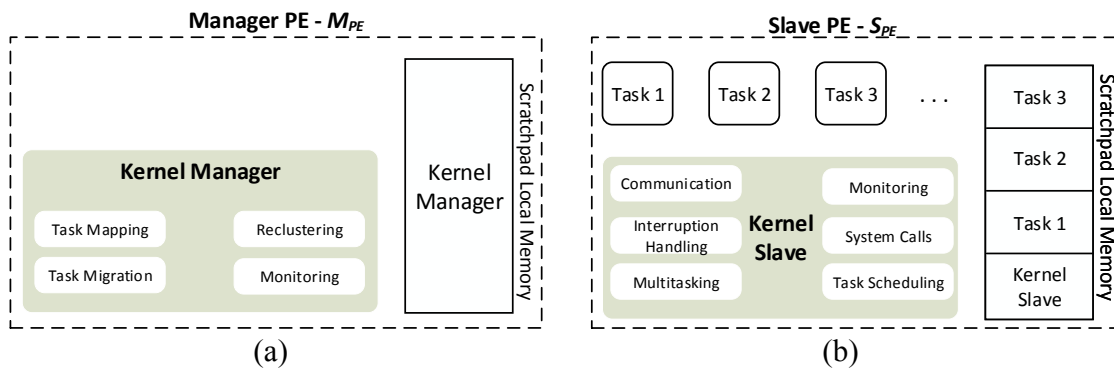 Manager PE - MPE
Kernel Manager
Task Mapping
Reclustering
Task Migration
Monitoring
Kernel
Manager
Scratchpad Local Memory
(a)
Slave PE - SPE
Task 1
Task 2
Task 3
. . .
Communication
Monitoring
Interruption
Handling
Kernel
Slave
System Calls
Multitasking
Task Scheduling
Task 3
Task 2
Task 1
Kernel
Slave
Scratchpad Local Memory
(b)